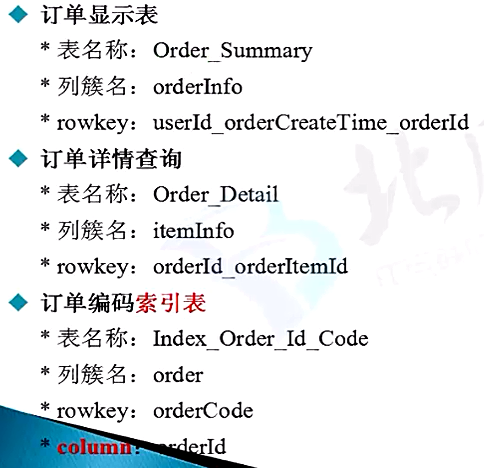 ◆ 订单显示表
* 表名称：Order_Summary
* 列簇名：orderInfo
* rowkey：userId_orderCreateTime_orderId
◆ 订单详情查询
* 表名称：Order_Detail
* 列簇名：itemInfo
* rowkey：orderId_orderItemId
◆ 订单编码索引表
* 表名称：Index_Order_Id_Code
* 列簇名：order
* rowkey：orderCode
* column：orderId